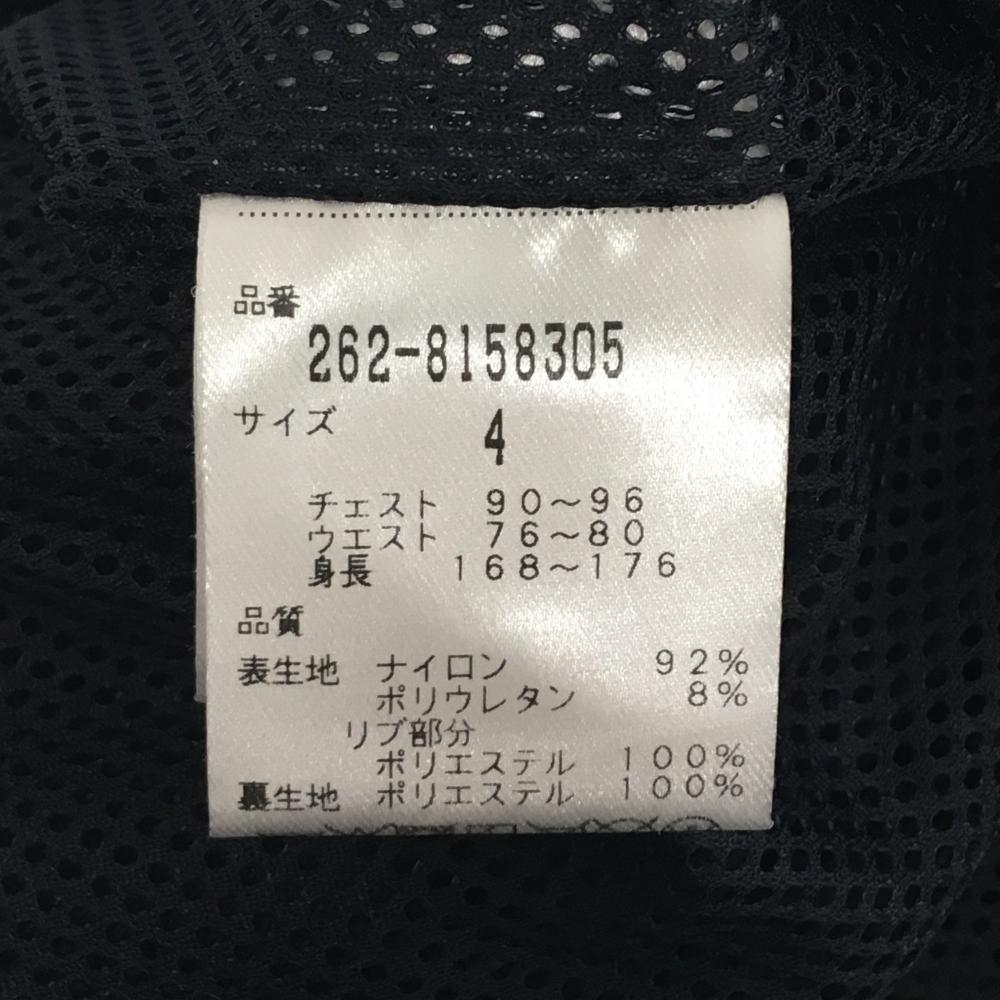 品番
262-8158305
サイズ 4
チェスト 90～96
ウエスト 76～80
身長 168～176
品質
表生地 ナイロン 92%
ポリウレタン 8%
リブ部分
ポリエステル 100%
裏生地 ポリエステル 100%